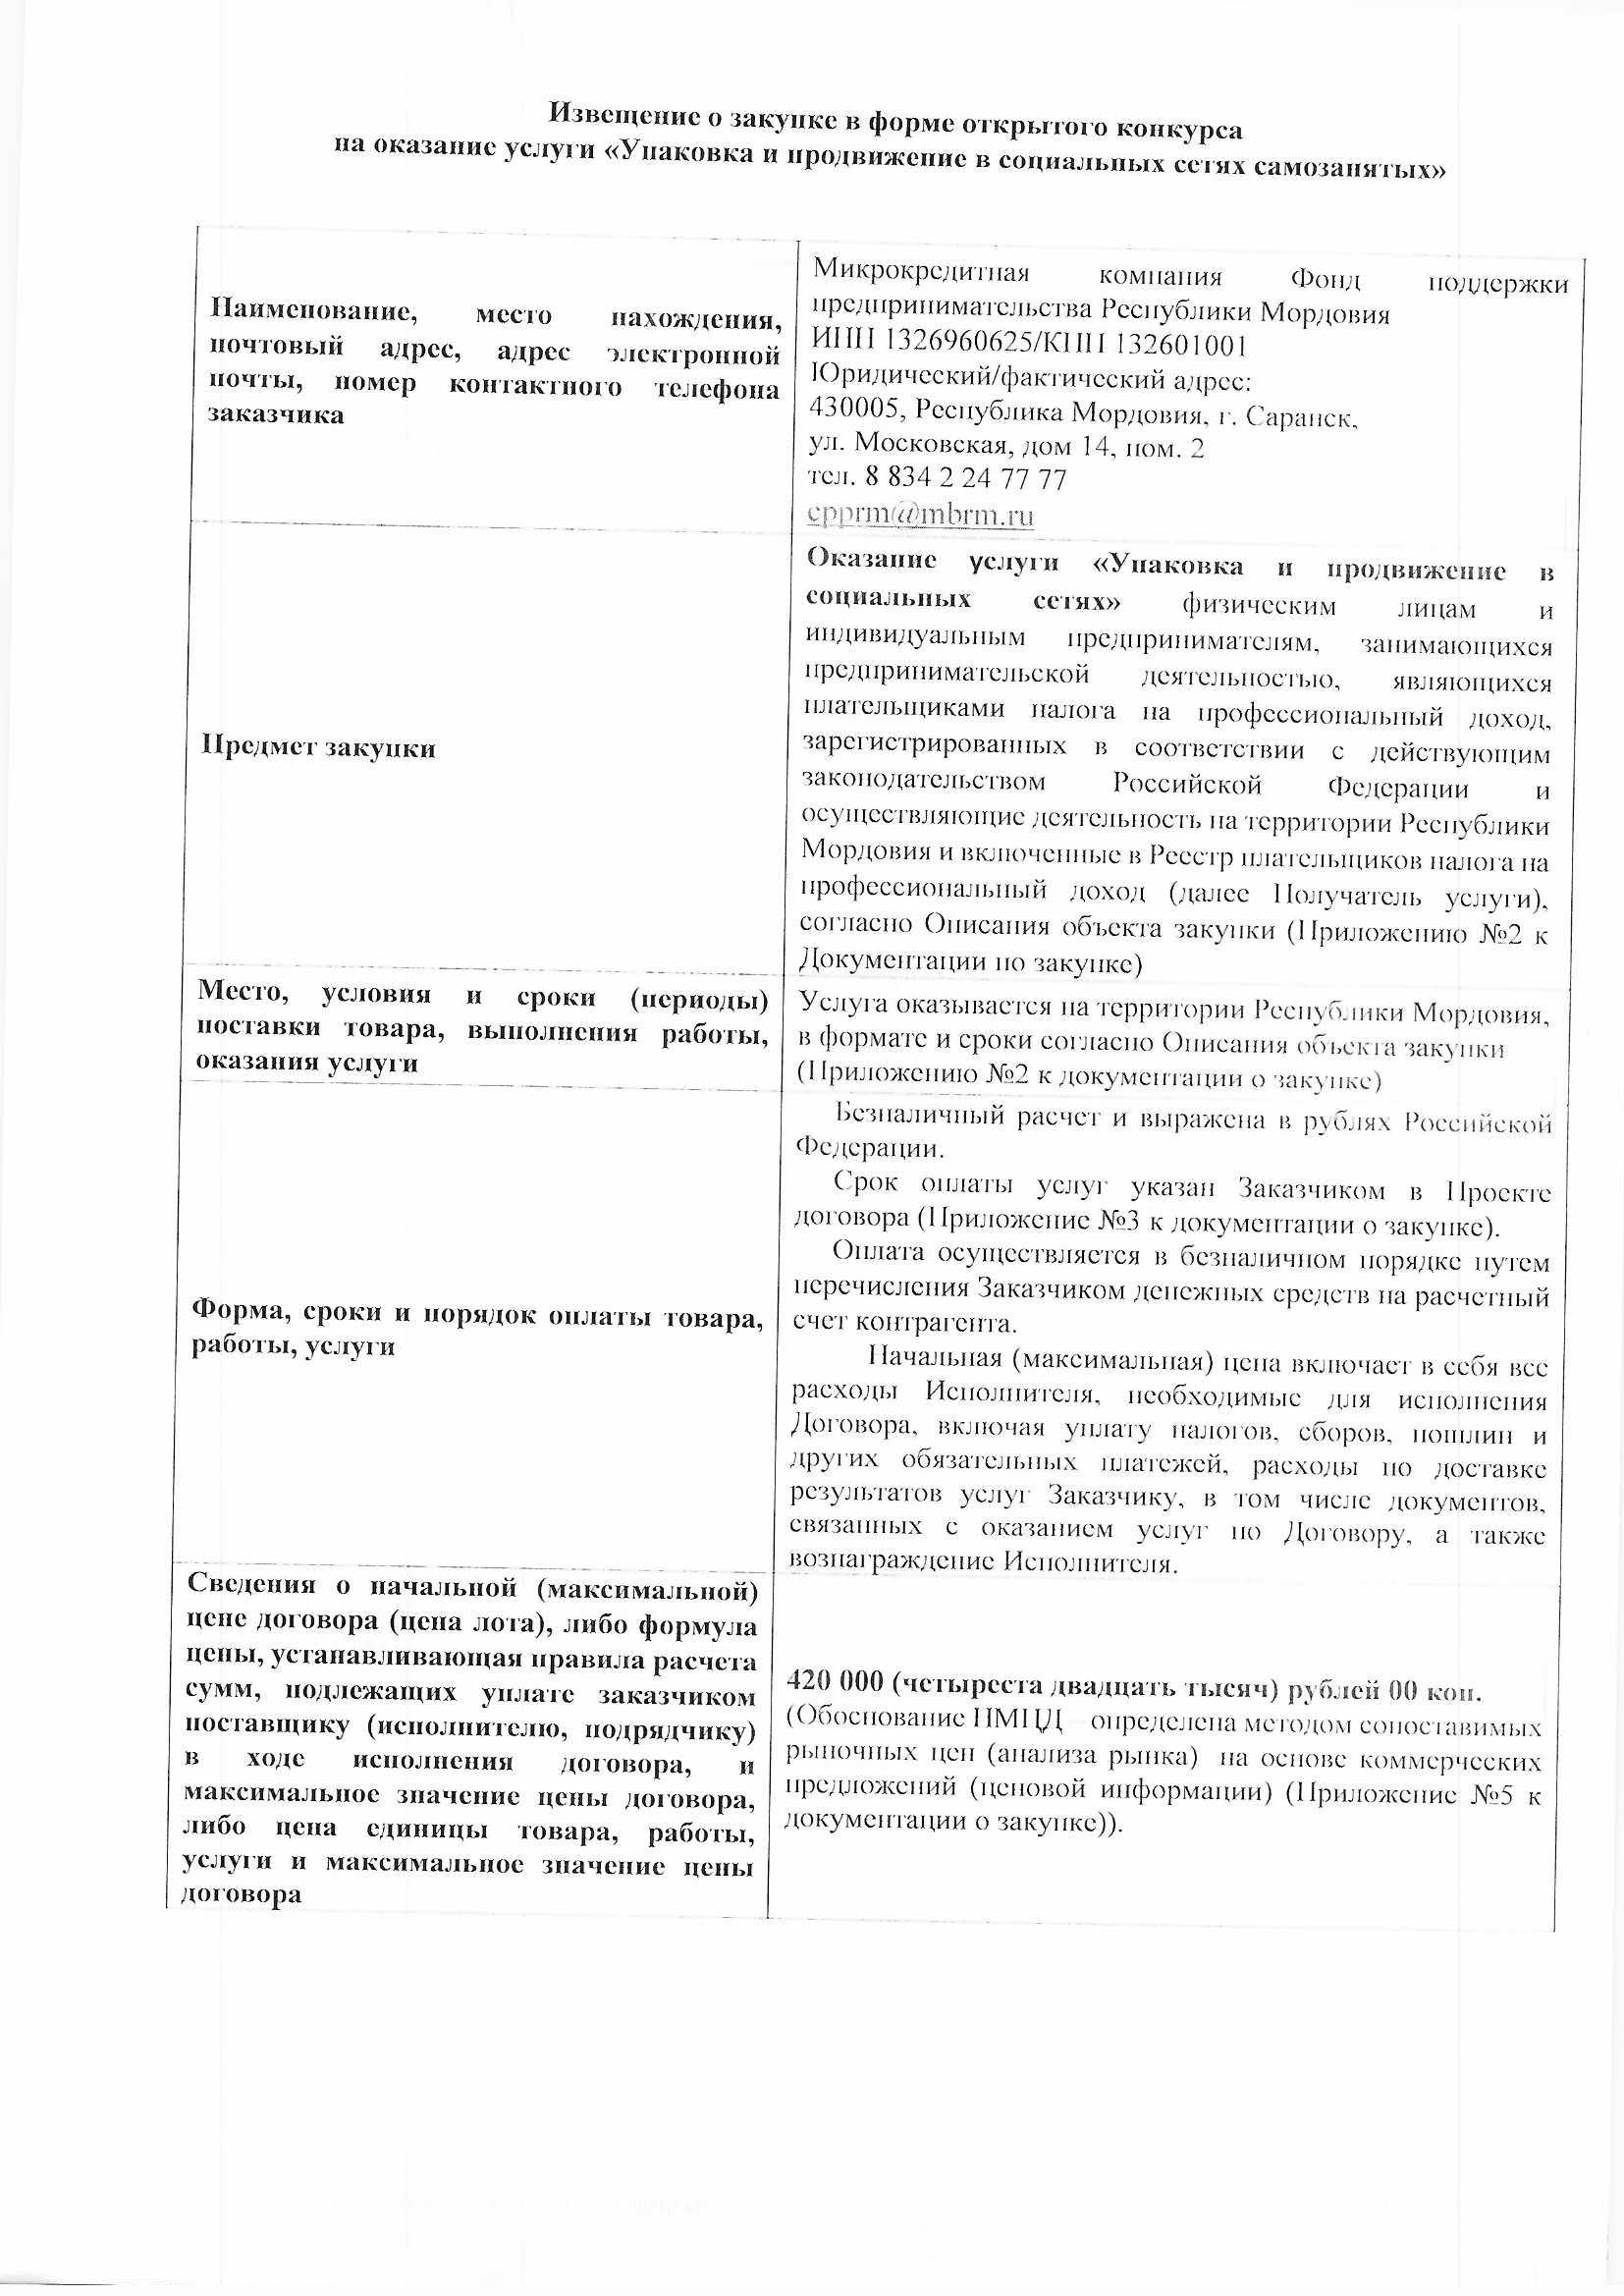 Извещение о закупке в форме открытого конкурса
на оказание услуги «Упаковка и продвижение в социальных сетях самозанятых»
Наименование, место нахождения,
почтовый адрес, адрес электронной
почты, номер контактного телефона
заказчика
Микрокредитная компания Фонд поддержки
предпринимательства Республики Мордовия
ИНН 1326960625/КПП 132601001
Юридический/фактический адрес:
430005, Республика Мордовия, г. Саранск,
ул. Московская, дом 14, пом. 2
тел. 8 834 2 24 77 77
cpprm@mbrm.ru
Предмет закупки
Оказание услуги «Упаковка и продвижение в
социальных сетях» физическим лицам и
индивидуальным предпринимателям, занимающихся
предпринимательской деятельностью, являющихся
плательщиками налога на профессиональный доход,
зарегистрированных в соответствии с действующим
законодательством Российской Федерации и
осуществляющие деятельность на территории Республики
Мордовия и включенные в Реестр плательщиков налога на
профессиональный доход (далее Получатель услуги),
согласно Описания объекта закупки (Приложению №2 к
Документации по закупке)
Место, условия и сроки (периоды)
поставки товара, выполнения работы,
оказания услуги
Услуга оказывается на территории Республики Мордовия,
в формате и сроки согласно Описания объекта закупки
(Приложению №2 к документации о закупке)
Форма, сроки и порядок оплаты товара,
работы, услуги
Безналичный расчет и выражена в рублях Российской
Федерации.
Срок оплаты услуг указан Заказчиком в Проекте
договора (Приложение №3 к документации о закупке).
Оплата осуществляется в безналичном порядке путем
перечисления Заказчиком денежных средств на расчетный
счет контрагента.
Начальная (максимальная) цена включает в себя все
расходы Исполнителя, необходимые для исполнения
Договора, включая уплату налогов, сборов, пошлин и
других обязательных платежей, расходы по доставке
результатов услуг Заказчику, в том числе документов,
связанных с оказанием услуг по Договору, а также
вознаграждение Исполнителя.
Сведения о начальной (максимальной)
цене договора (цена лота), либо формула
цены, устанавливающая правила расчета
сумм, подлежащих уплате заказчиком
поставщику (исполнителю, подрядчику)
в ходе исполнения договора, и
максимальное значение цены договора,
либо цена единицы товара, работы,
услуги и максимальное значение цены
договора
420 000 (четыреста двадцать тысяч) рублей 00 коп.
(Обоснование НМЦД определена методом сопоставимых
рыночных цен (анализа рынка) на основе коммерческих
предложений (ценовой информации) (Приложение №5 к
документации о закупке)).